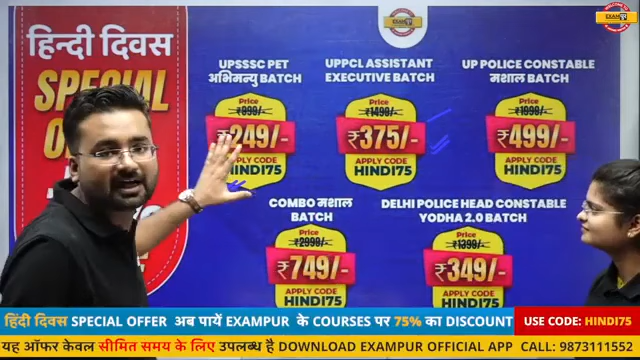 हिन्दी दिवस
SPECIAL
UPSSSC PET
अभिमन्यु BATCH
Price
₹999/-
₹249/-
APPLY CODE
HINDI75
UPPCL ASSISTANT
EXECUTIVE BATCH
Price
₹1499/-
₹375/-
APPLY CODE
HINDI75
UP POLICE CONSTABLE
मशाल BATCH
Price
₹1999/-
₹499/-
APPLY CODE
HINDI75
COMBO मशाल
BATCH
Price
₹2999/-
₹749/-
APPLY CODE
HINDI75
DELHI POLICE HEAD CONSTABLE
YODHA 2.0 BATCH
Price
₹1399/-
₹349/-
APPLY CODE
HINDI75
EXAMPUR
हिंदी दिवस SPECIAL OFFER अब पायें EXAMPUR के COURSES पर 75% का DISCOUNT USE CODE: HINDI75
यह ऑफर केवल सीमित समय के लिए उपलब्ध है DOWNLOAD EXAMPUR OFFICIAL APP CALL: 9873111552